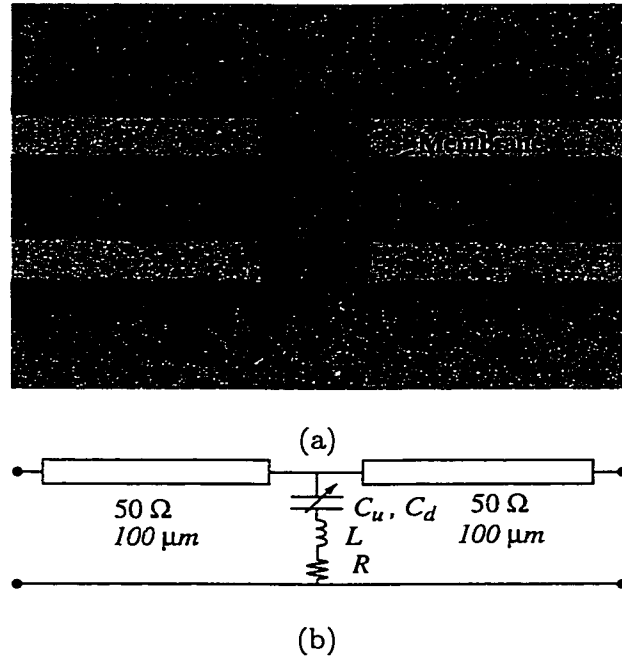 Membrane
(a)
50 Ω 100 μm
C_u , C_d
L
R
50 Ω 100 μm
(b)